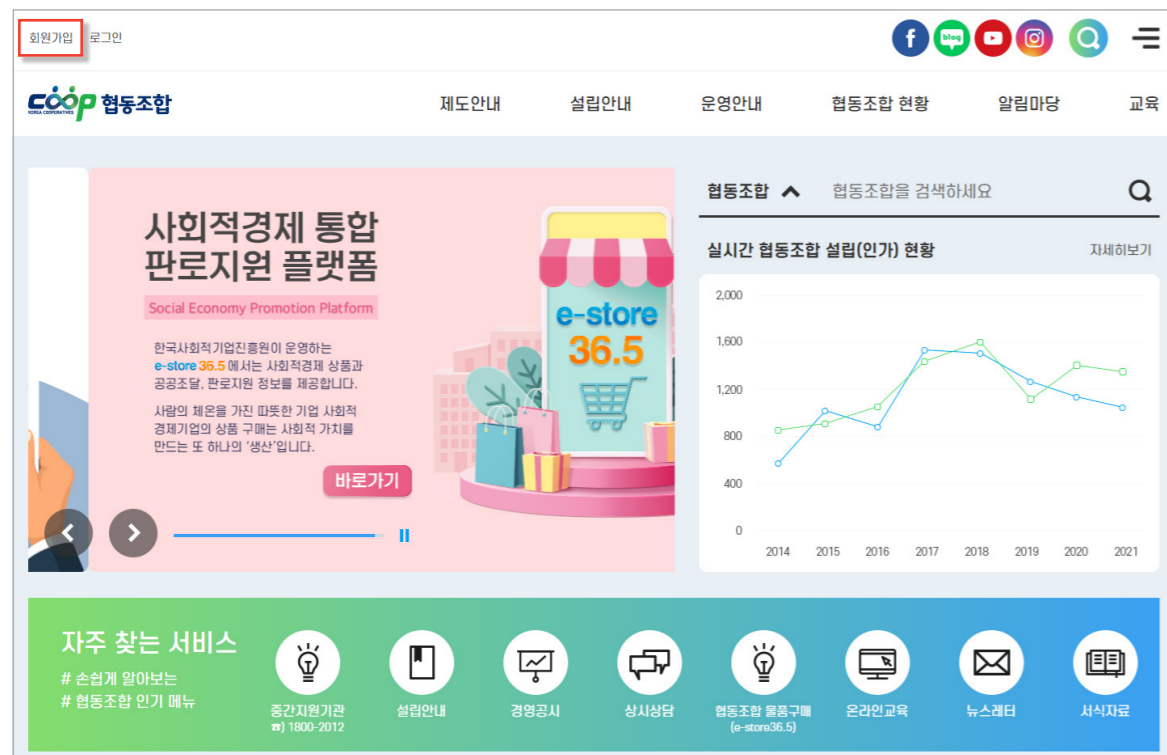 회원가입 로그인
blog
COOP 협동조합
KOREA COOPERATIVES
제도안내 설립안내 운영안내 협동조합 현황 알림마당 교육
사회적경제 통합
판로지원 플랫폼
Social Economy Promotion Platform
한국사회적기업진흥원이 운영하는
e-store 36.5 에서는 사회적경제 상품과
공공조달, 판로지원 정보를 제공합니다.
사람의 체온을 가진 따뜻한 기업 사회적
경제기업의 상품 구매는 사회적 가치를
만드는 또 하나의 '생산'입니다.
바로가기
e-store
36.5
협동조합 협동조합을 검색하세요
실시간 협동조합 설립(인가) 현황 자세히보기
2,000
1,600
1,200
800
400
0
2014 2015 2016 2017 2018 2019 2020 2021
자주 찾는 서비스
# 손쉽게 알아보는
# 협동조합 인기 메뉴
중간지원기관 설립안내 경영공시 상시상담 협동조합 물품구매 온라인교육 뉴스레터 서식자료
☎) 1800-2012 (e-store36.5)